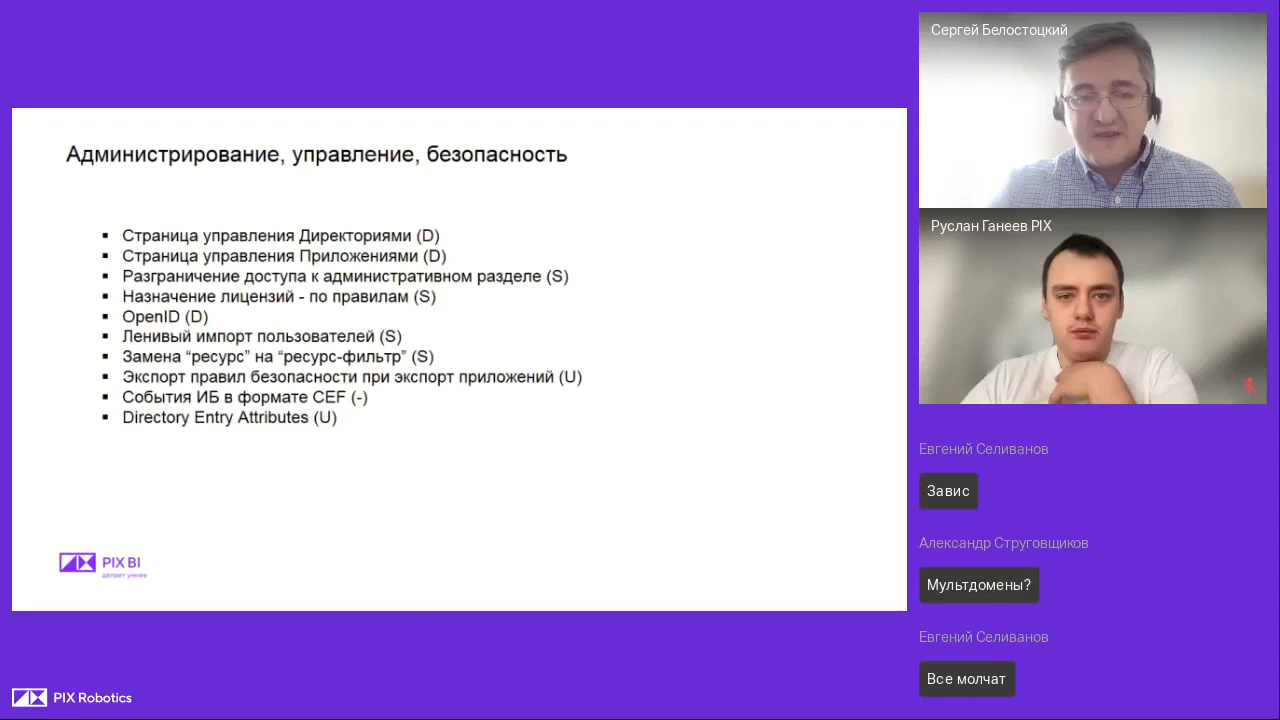 Администрирование, управление, безопасность
▪ Страница управления Директориями (D)
▪ Страница управления Приложениями (D)
▪ Разграничение доступа к административном разделе (S)
▪ Назначение лицензий - по правилам (S)
▪ OpenID (D)
▪ Ленивый импорт пользователей (S)
▪ Замена “ресурс” на “ресурс-фильтр” (S)
▪ Экспорт правил безопасности при экспорт приложений (U)
▪ События ИБ в формате CEF (-)
▪ Directory Entry Attributes (U)
PIX BI
делает умнее
PIX Robotics
Сергей Белостоцкий
Руслан Ганеев PIX
Евгений Селиванов
Завис
Александр Струговщиков
Мультдомены?
Евгений Селиванов
Все молчат